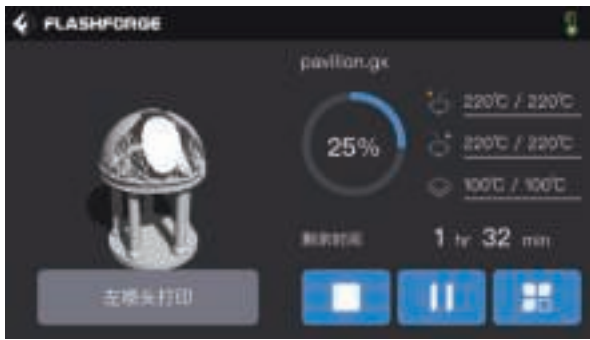 FLASHFORGE
pavilion.gx
25%
220℃ / 220℃
220℃ / 220℃
100℃ / 100℃
剩余时间 1 hr 32 min
左喷头打印